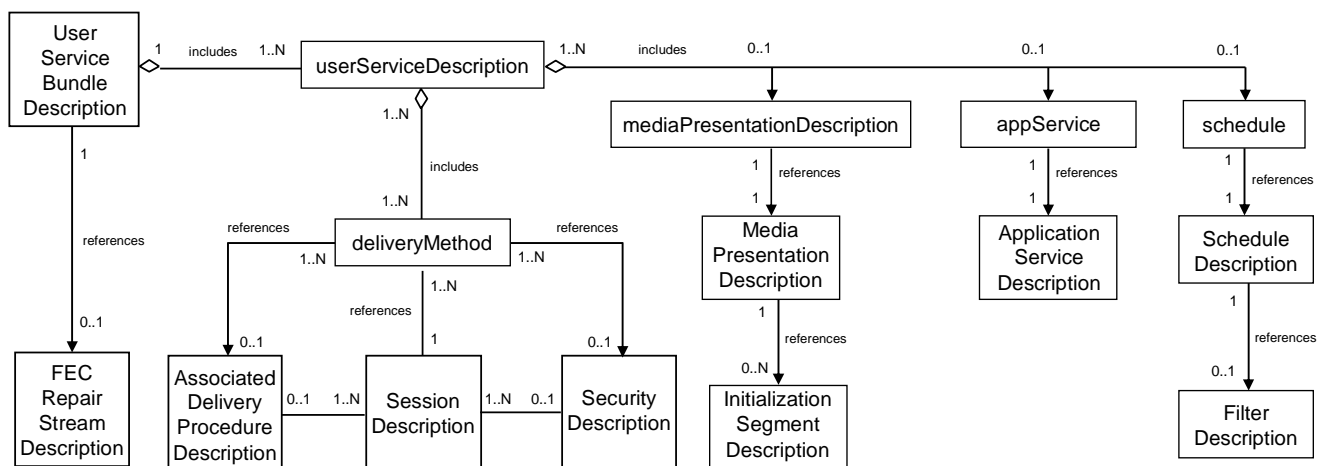 User
Service
Bundle
Description
1
includes
1..N
userServiceDescription
1..N
includes
0..1
0..1
0..1
1..N
includes
1..N
mediaPresentationDescription
appService
schedule
1
references
0..1
1
references
1
1
references
1
1
references
1
references
1..N
deliveryMethod
references
1..N
1..N
references
1
0..1
0..1
Media
Presentation
Description
Application
Service
Description
Schedule
Description
1
references
0..N
1
references
0..1
FEC
Repair
Stream
Description
Associated
Delivery
Procedure
Description
0..1
1..N
Session
Description
1..N
0..1
Security
Description
Initialization
Segment
Description
Filter
Description